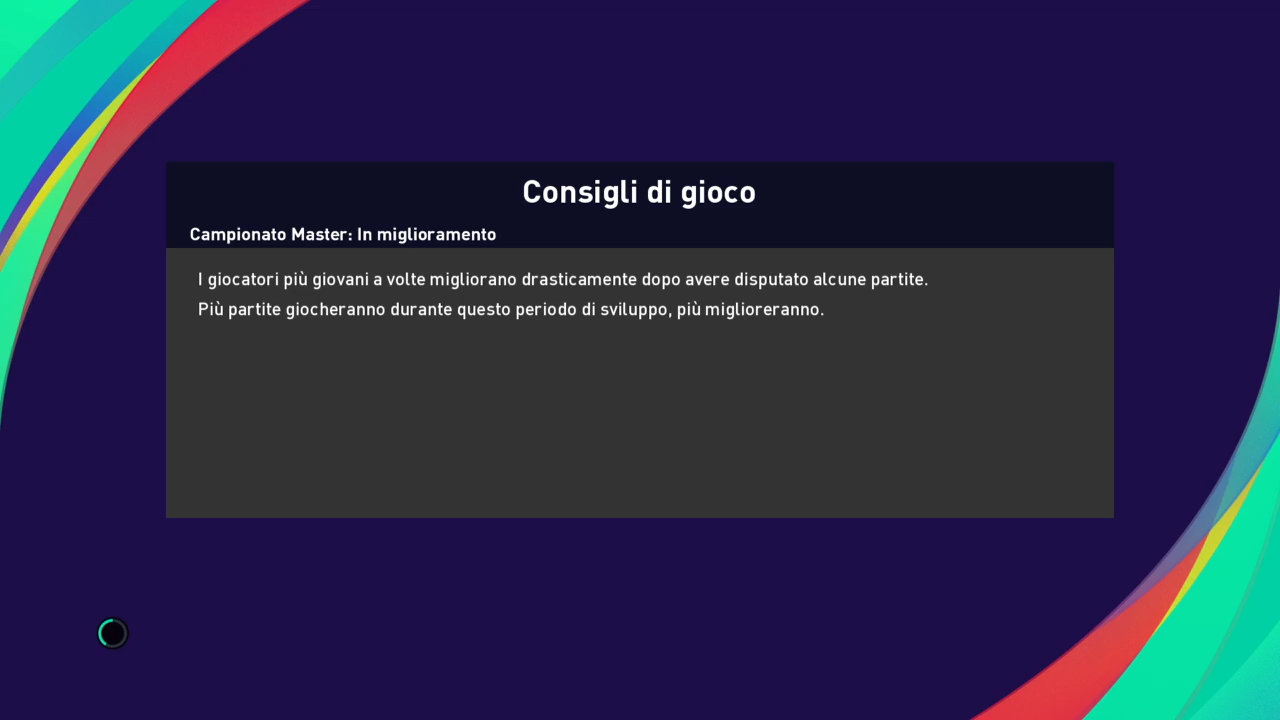 Consigli di gioco
Campionato Master: In miglioramento
I giocatori più giovani a volte migliorano drasticamente dopo avere disputato alcune partite.
Più partite giocheranno durante questo periodo di sviluppo, più miglioreranno.